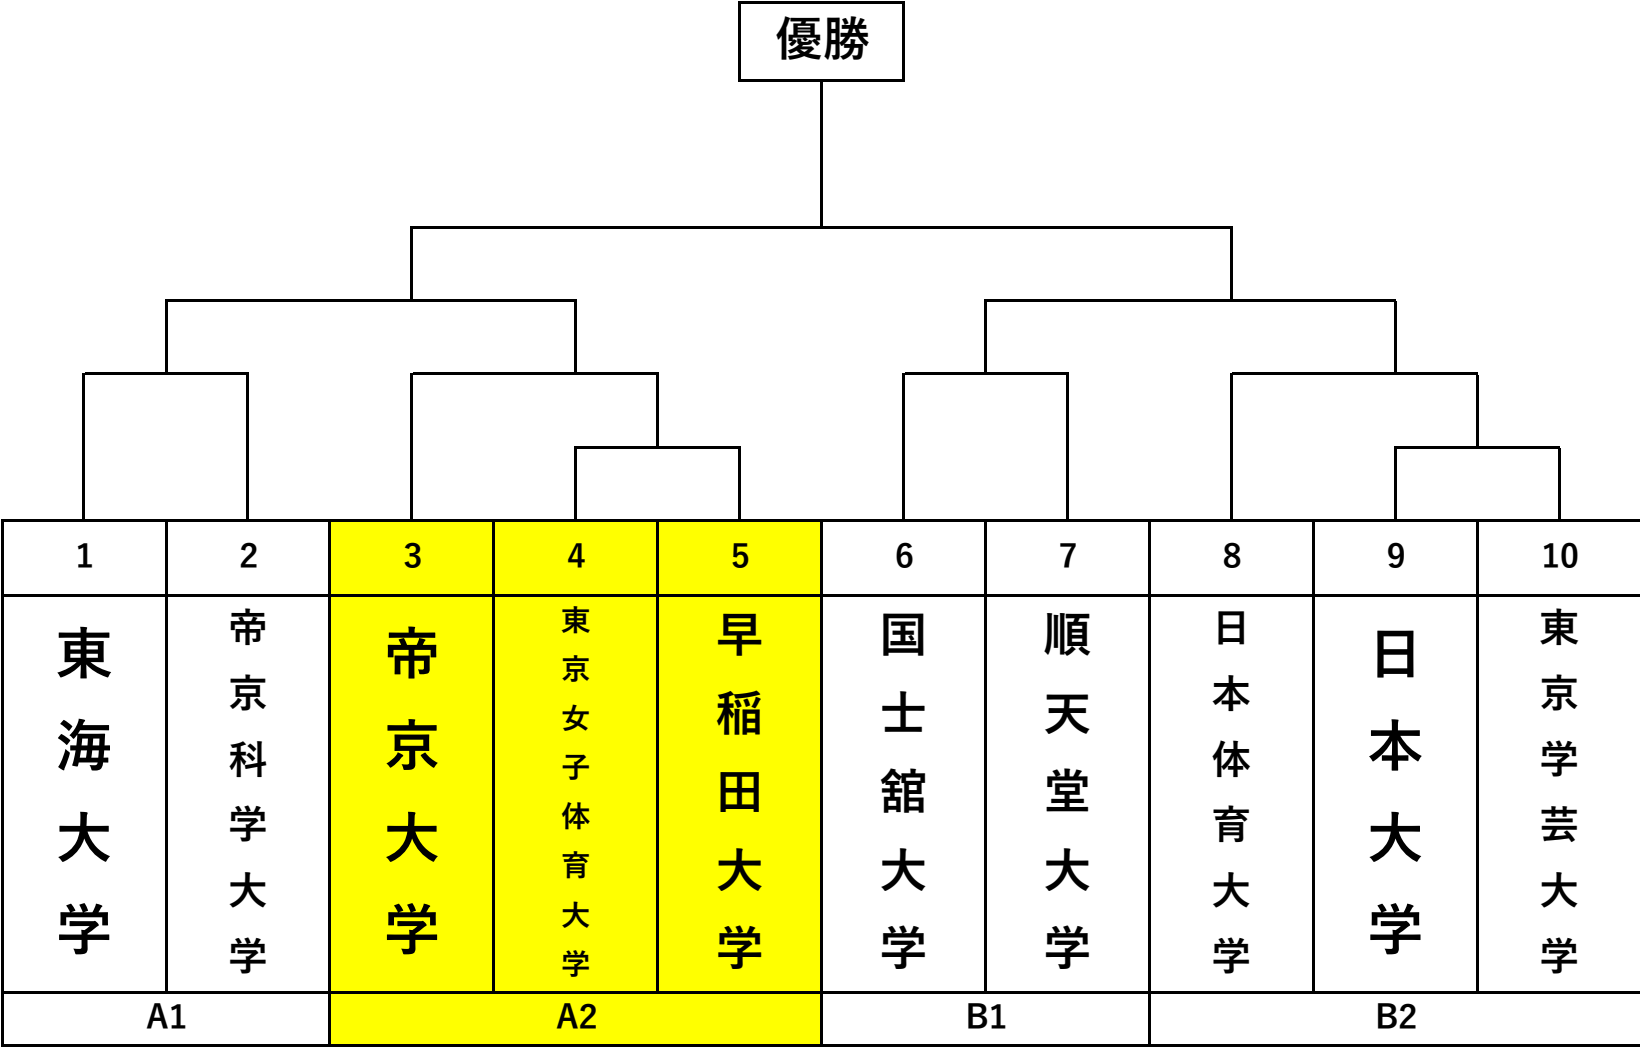 優勝
1
2
3
4
5
6
7
8
9
10
東海大学
帝京科学大学
帝京大学
東京女子体育大学
早稲田大学
国士舘大学
順天堂大学
日本体育大学
日本大学
東京学芸大学
A1
A2
B1
B2